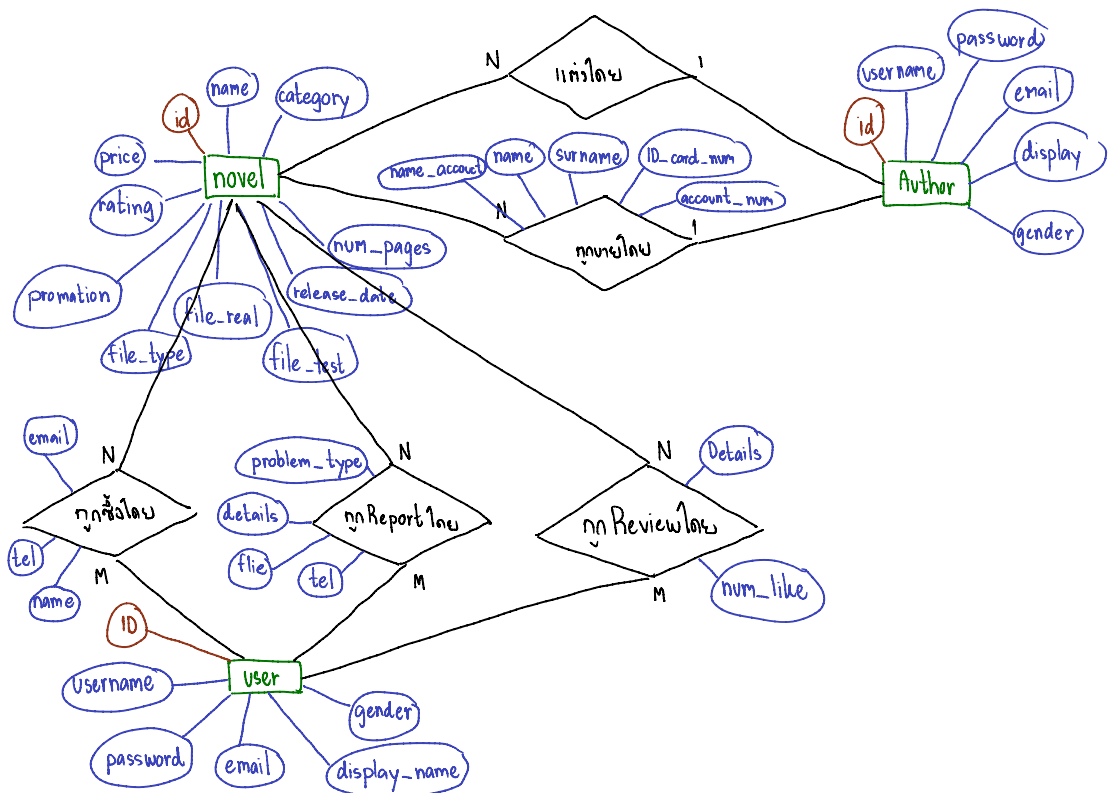 N
แต่งโดย
1
password
username
email
id
display
Author
gender
name
category
id
price
novel
rating
promation
file_type
file_real
file_test
release_date
num_pages
name_accout
name
surname
ID_card_num
account_num
N
ถูกขายโดย
1
email
N
ถูกซื้อโดย
tel
name
M
problem_type
N
details
ถูกReportโดย
flie
tel
M
N
Details
ถูกReviewโดย
num_like
M
ID
user
username
password
email
display_name
gender